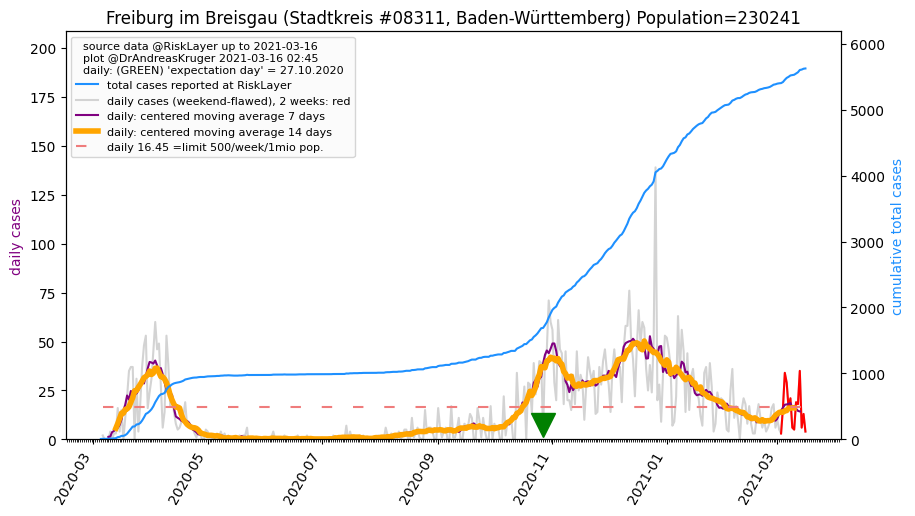 Freiburg im Breisgau (Stadtkreis #08311, Baden-Württemberg) Population=230241
source data @RiskLayer up to 2021-03-16
plot @DrAndreasKruger 2021-03-16 02:45
daily: (GREEN) 'expectation day' = 27.10.2020
total cases reported at RiskLayer
daily cases (weekend-flawed), 2 weeks: red
daily: centered moving average 7 days
daily: centered moving average 14 days
daily 16.45 =limit 500/week/1mio pop.
daily cases
200
175
150
125
100
75
50
25
0
6000
5000
4000
3000
2000
1000
0
cumulative total cases
2020-03
2020-05
2020-07
2020-09
2020-11
2021-01
2021-03